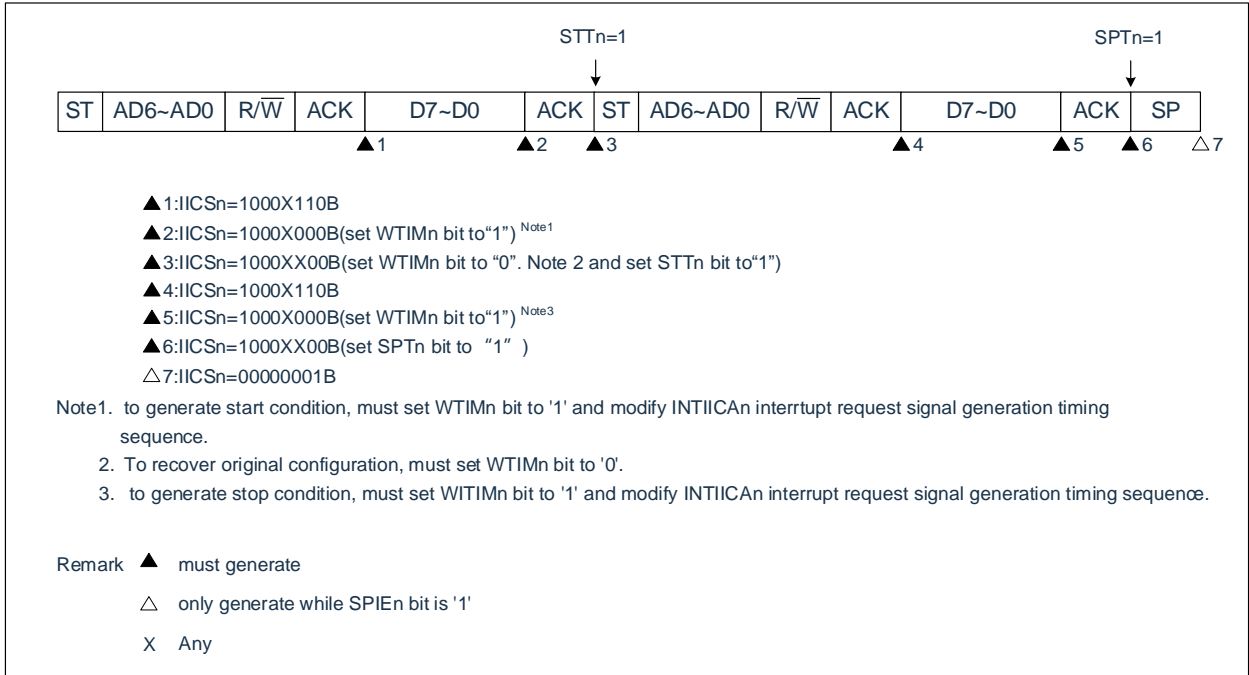 STTn=1 SPTn=1
ST AD6~AD0 R/W̅ ACK D7~D0 ACK ST AD6~AD0 R/W̅ ACK D7~D0 ACK SP
▲1 ▲2 ▲3 ▲4 ▲5 ▲6 △7
▲1:IICSn=1000X110B
▲2:IICSn=1000X000B(set WTIMn bit to“1”) Note1
▲3:IICSn=1000XX00B(set WTIMn bit to “0”. Note 2 and set STTn bit to“1”)
▲4:IICSn=1000X110B
▲5:IICSn=1000X000B(set WTIMn bit to“1”) Note3
▲6:IICSn=1000XX00B(set SPTn bit to “1” )
△7:IICSn=00000001B
Note1. to generate start condition, must set WTIMn bit to '1' and modify INTIICAn interrtupt request signal generation timing
sequence.
2. To recover original configuration, must set WTIMn bit to '0'.
3. to generate stop condition, must set WITIMn bit to '1' and modify INTIICAn interrupt request signal generation timing sequence.
Remark ▲ must generate
△ only generate while SPIEn bit is '1'
X Any